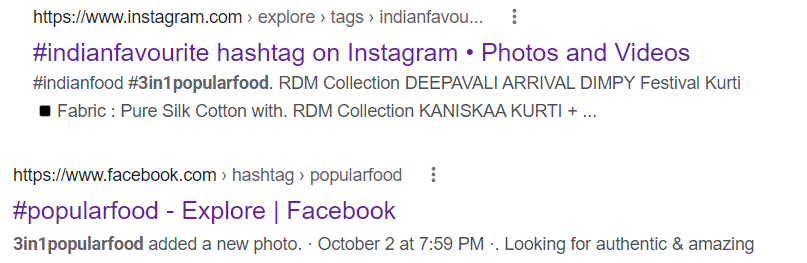 https://www.instagram.com › explore › tags › indianfavou...
#indianfavourite hashtag on Instagram • Photos and Videos
#indianfood #3in1popularfood. RDM Collection DEEPAVALI ARRIVAL DIMPY Festival Kurti
■ Fabric : Pure Silk Cotton with. RDM Collection KANISKAA KURTI + ...
https://www.facebook.com › hashtag › popularfood
#popularfood - Explore | Facebook
3in1popularfood added a new photo. · October 2 at 7:59 PM ·. Looking for authentic & amazing